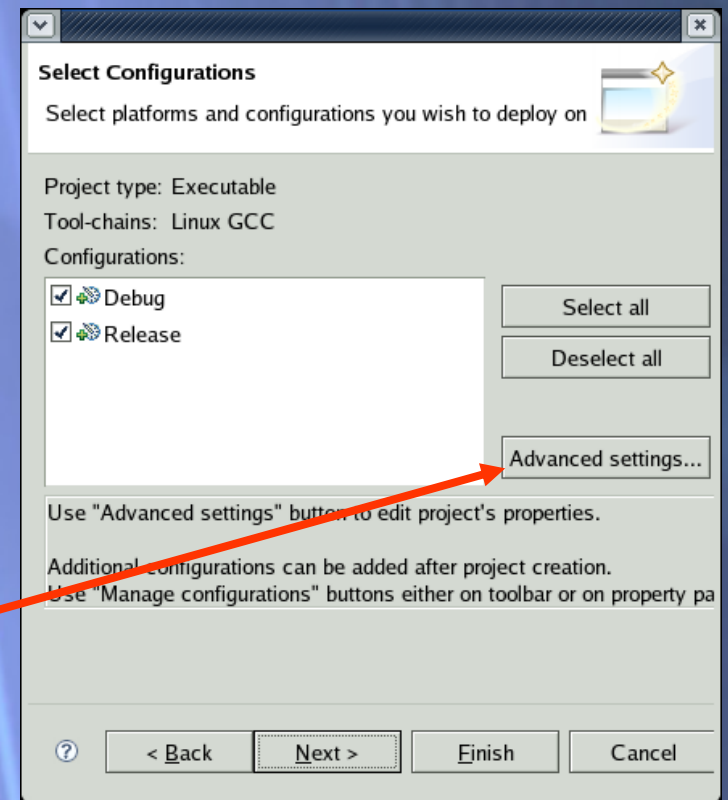 Select Configurations
Select platforms and configurations you wish to deploy on
Project type: Executable
Tool-chains: Linux GCC
Configurations:
Debug
Release
Select all
Deselect all
Advanced settings...
Use "Advanced settings" button to edit project's properties.
Additional configurations can be added after project creation.
Use "Manage configurations" buttons either on toolbar or on property pa
?
< Back
Next >
Finish
Cancel